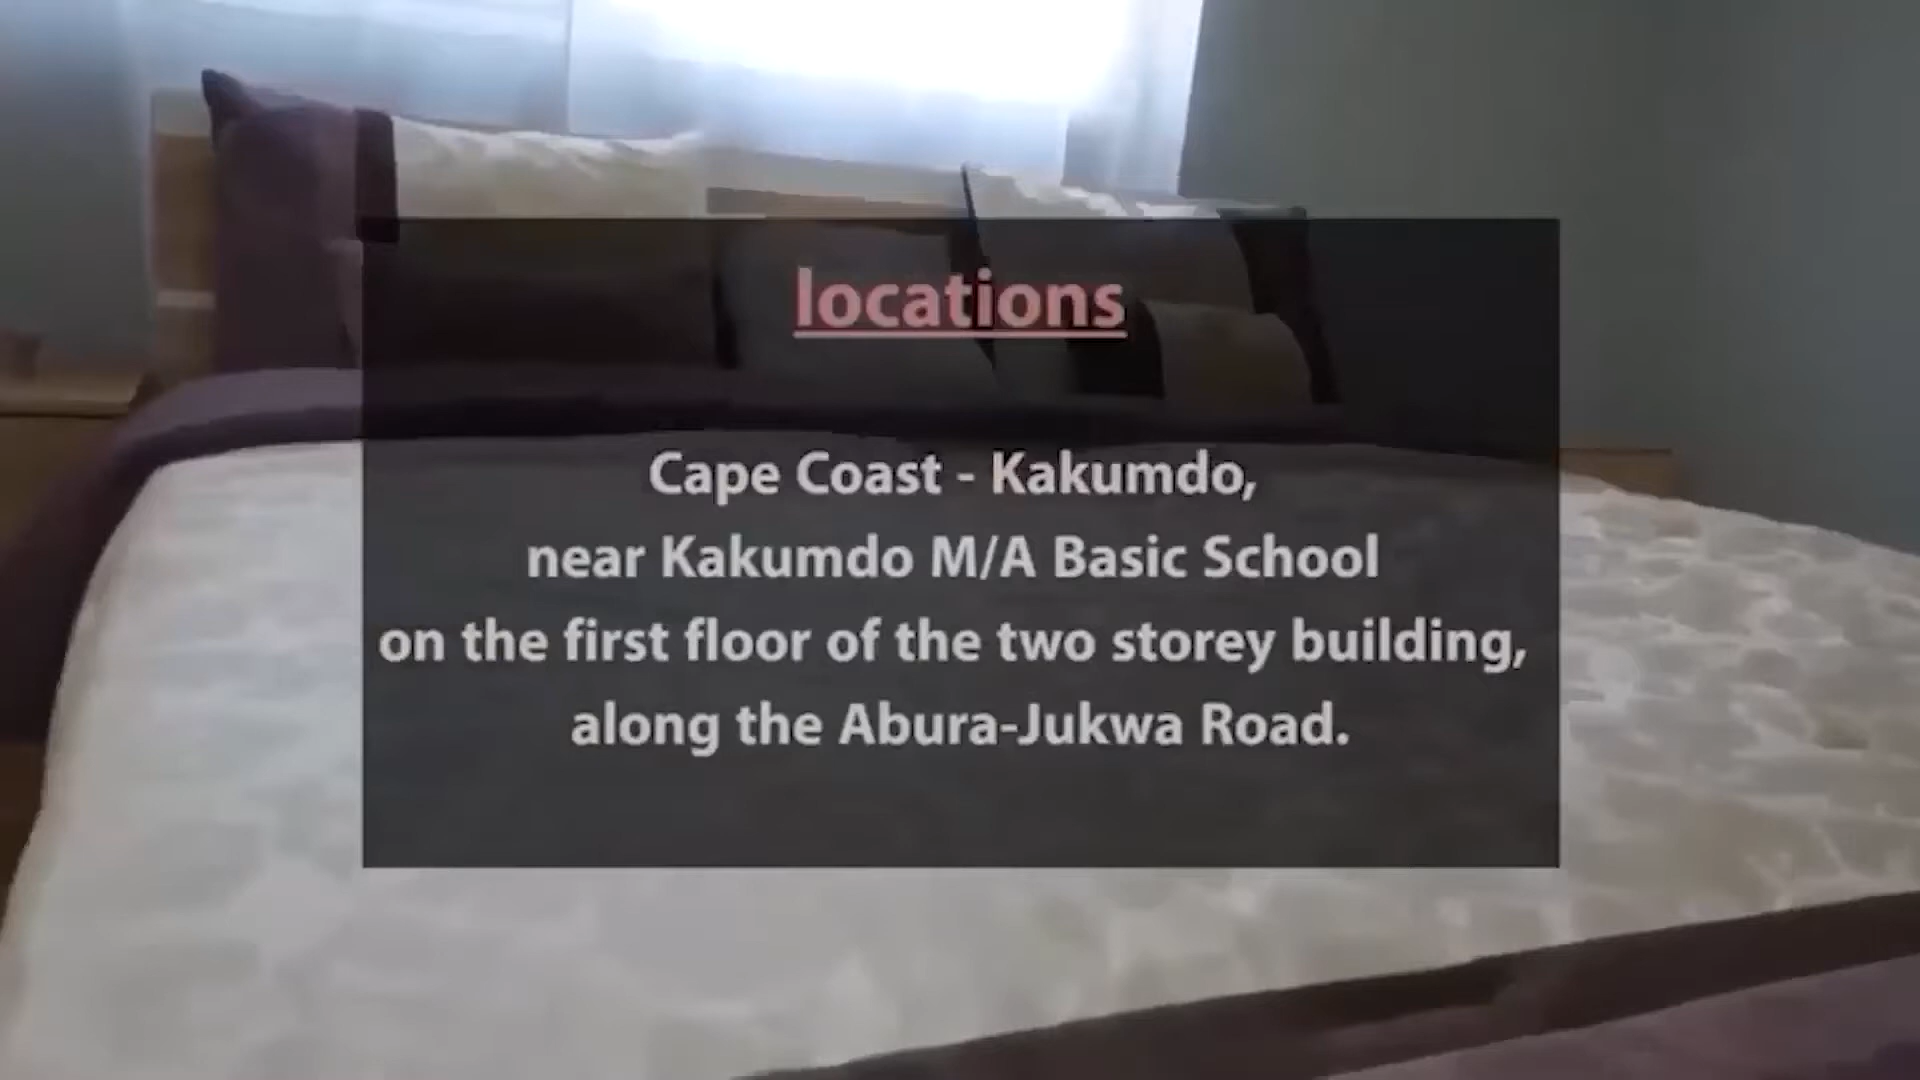 locations
Cape Coast - Kakumdo,
near Kakumdo M/A Basic School
on the first floor of the two storey building,
along the Abura-Jukwa Road.